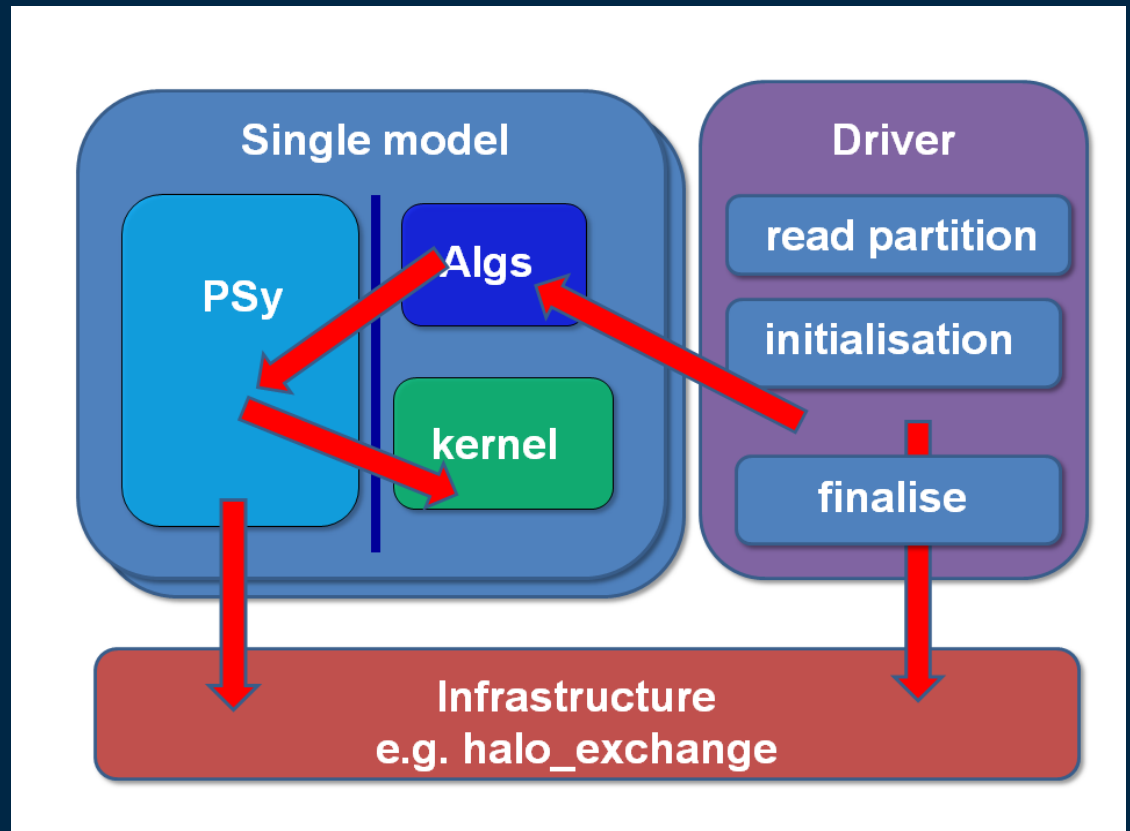 Single model
PSy
Algs
kernel
Driver
read partition
initialisation
finalise
Infrastructure
e.g. halo_exchange